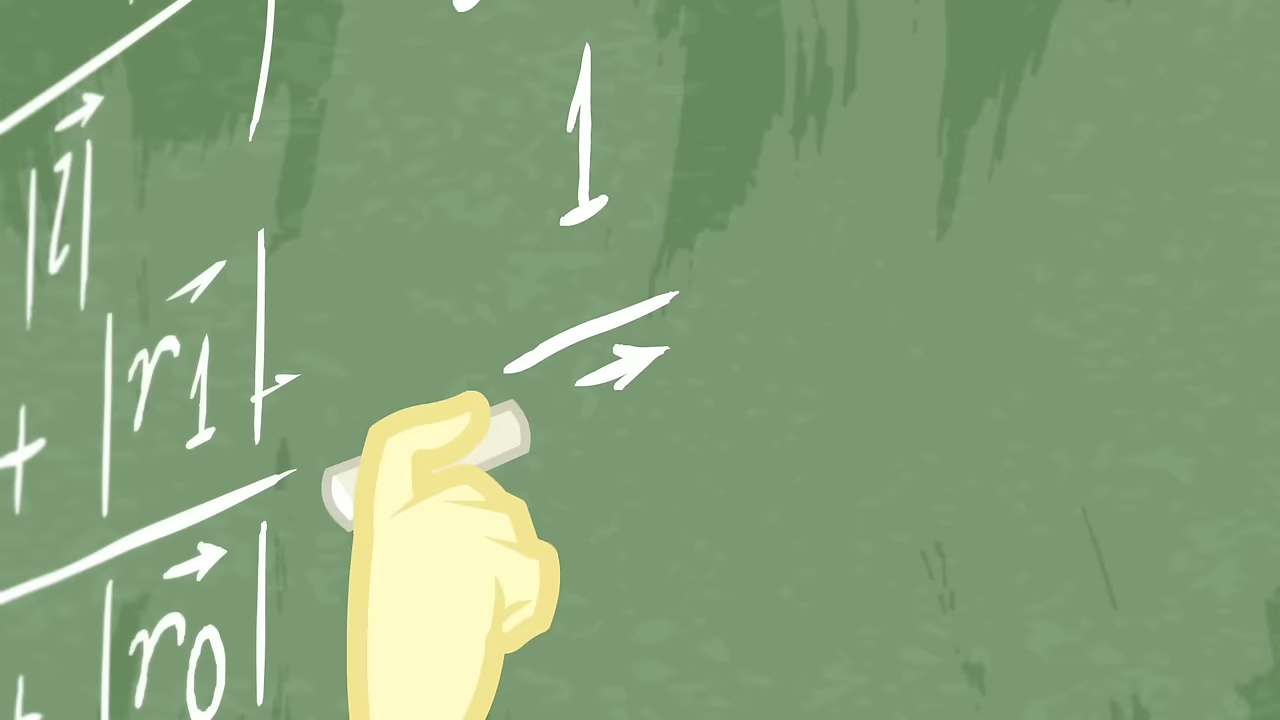 1
|l⃗|
+ |r⃗1|
+ |r⃗0|